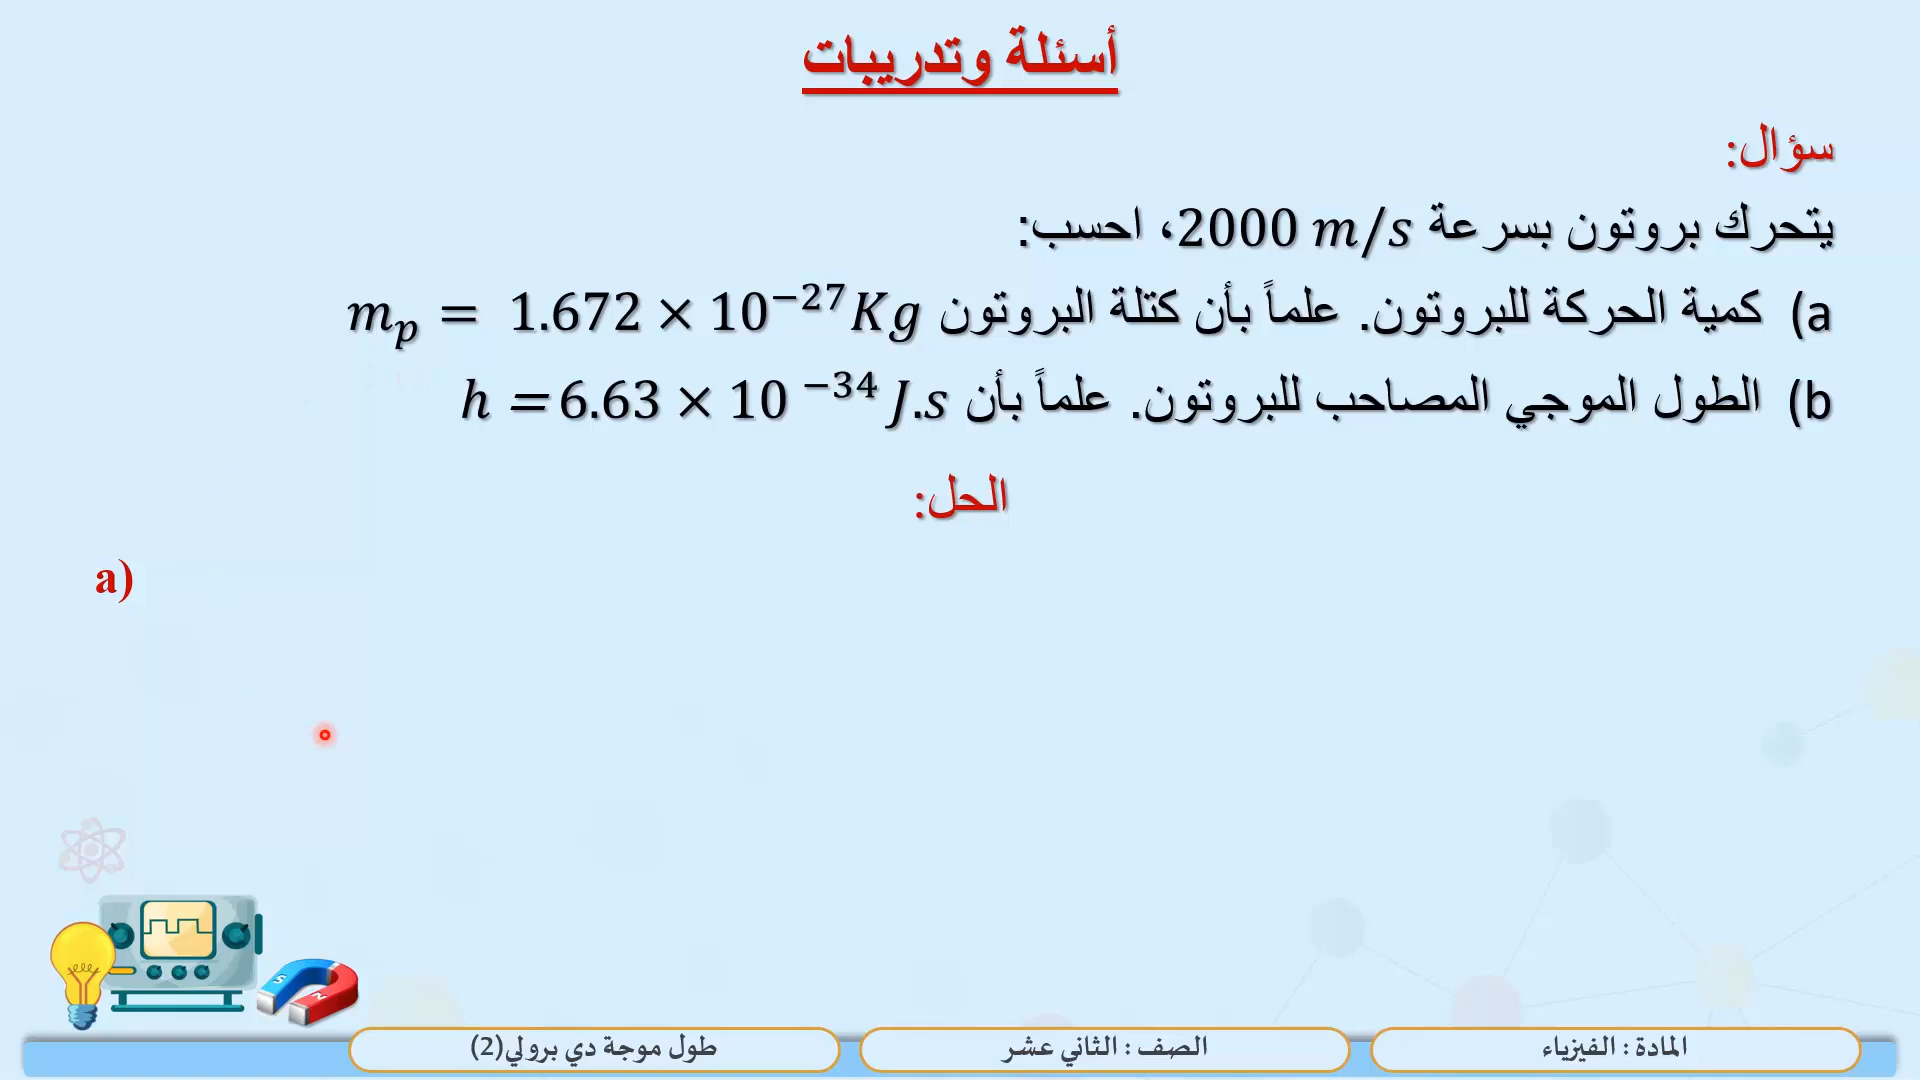 أسئلة وتدريبات
سؤال:
يتحرك بروتون بسرعة 2000 m/s، احسب:
a) كمية الحركة للبروتون. علماً بأن كتلة البروتون m_p = 1.672 × 10⁻²⁷ Kg
b) الطول الموجي المصاحب للبروتون. علماً بأن h = 6.63 × 10⁻³⁴ J.s
الحل:
a)
S N
المادة : الفيزياء
الصف : الثاني عشر
طول موجة دي برولي(2)